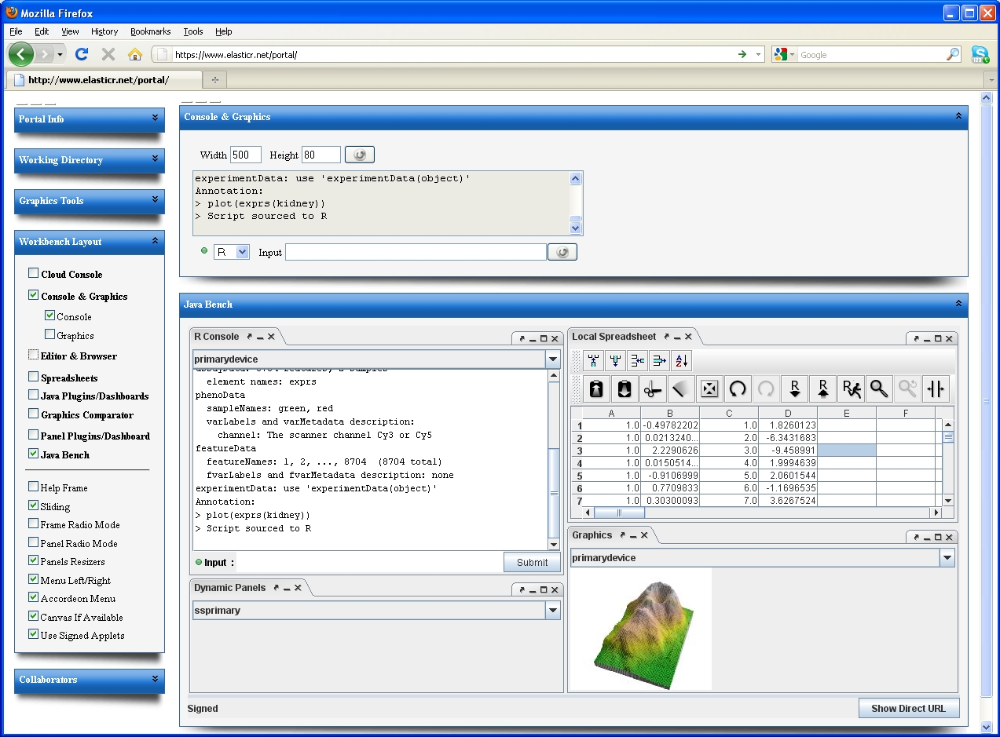 Mozilla Firefox
File Edit View History Bookmarks Tools Help
https://www.elasticr.net/portal/
Google
http://www.elasticr.net/portal/
Portal Info
Working Directory
Graphics Tools
Workbench Layout
Cloud Console
Console & Graphics
Console
Graphics
Editor & Browser
Spreadsheets
Java Plugins/Dashboards
Graphics Comparator
Panel Plugins/Dashboard
Java Bench
Help Frame
Sliding
Frame Radio Mode
Panel Radio Mode
Panels Resizers
Menu Left/Right
Accordeon Menu
Canvas If Available
Use Signed Applets
Collaborators
Console & Graphics
Width 500 Height 80
experimentData: use 'experimentData(object)'
Annotation:
> plot(exprs(kidney))
> Script sourced to R
R Input
Java Bench
R Console
primarydevice
element names: exprs
phenoData
sampleNames: green, red
varLabels and varMetadata description:
channel: The scanner channel Cy3 or Cy5
featureData
featureNames: 1, 2, ..., 8704 (8704 total)
fvarLabels and fvarMetadata description: none
experimentData: use 'experimentData(object)'
Annotation:
> plot(exprs(kidney))
> Script sourced to R
Input : Submit
Dynamic Panels
ssprimary
Local Spreadsheet
A Z
R R R
A B C D E F
1 1.0 -0.49782202 1.0 1.8260123
2 1.0 0.0213240... 2.0 -6.3431683
3 1.0 2.2290626 3.0 -9.458991
4 1.0 0.0150514... 4.0 1.9994639
5 1.0 -0.9106999 5.0 2.0601544
6 1.0 0.7709833 6.0 -1.1696535
7 1.0 0.30300093 7.0 3.6267524
Graphics
primarydevice
Signed
Show Direct URL